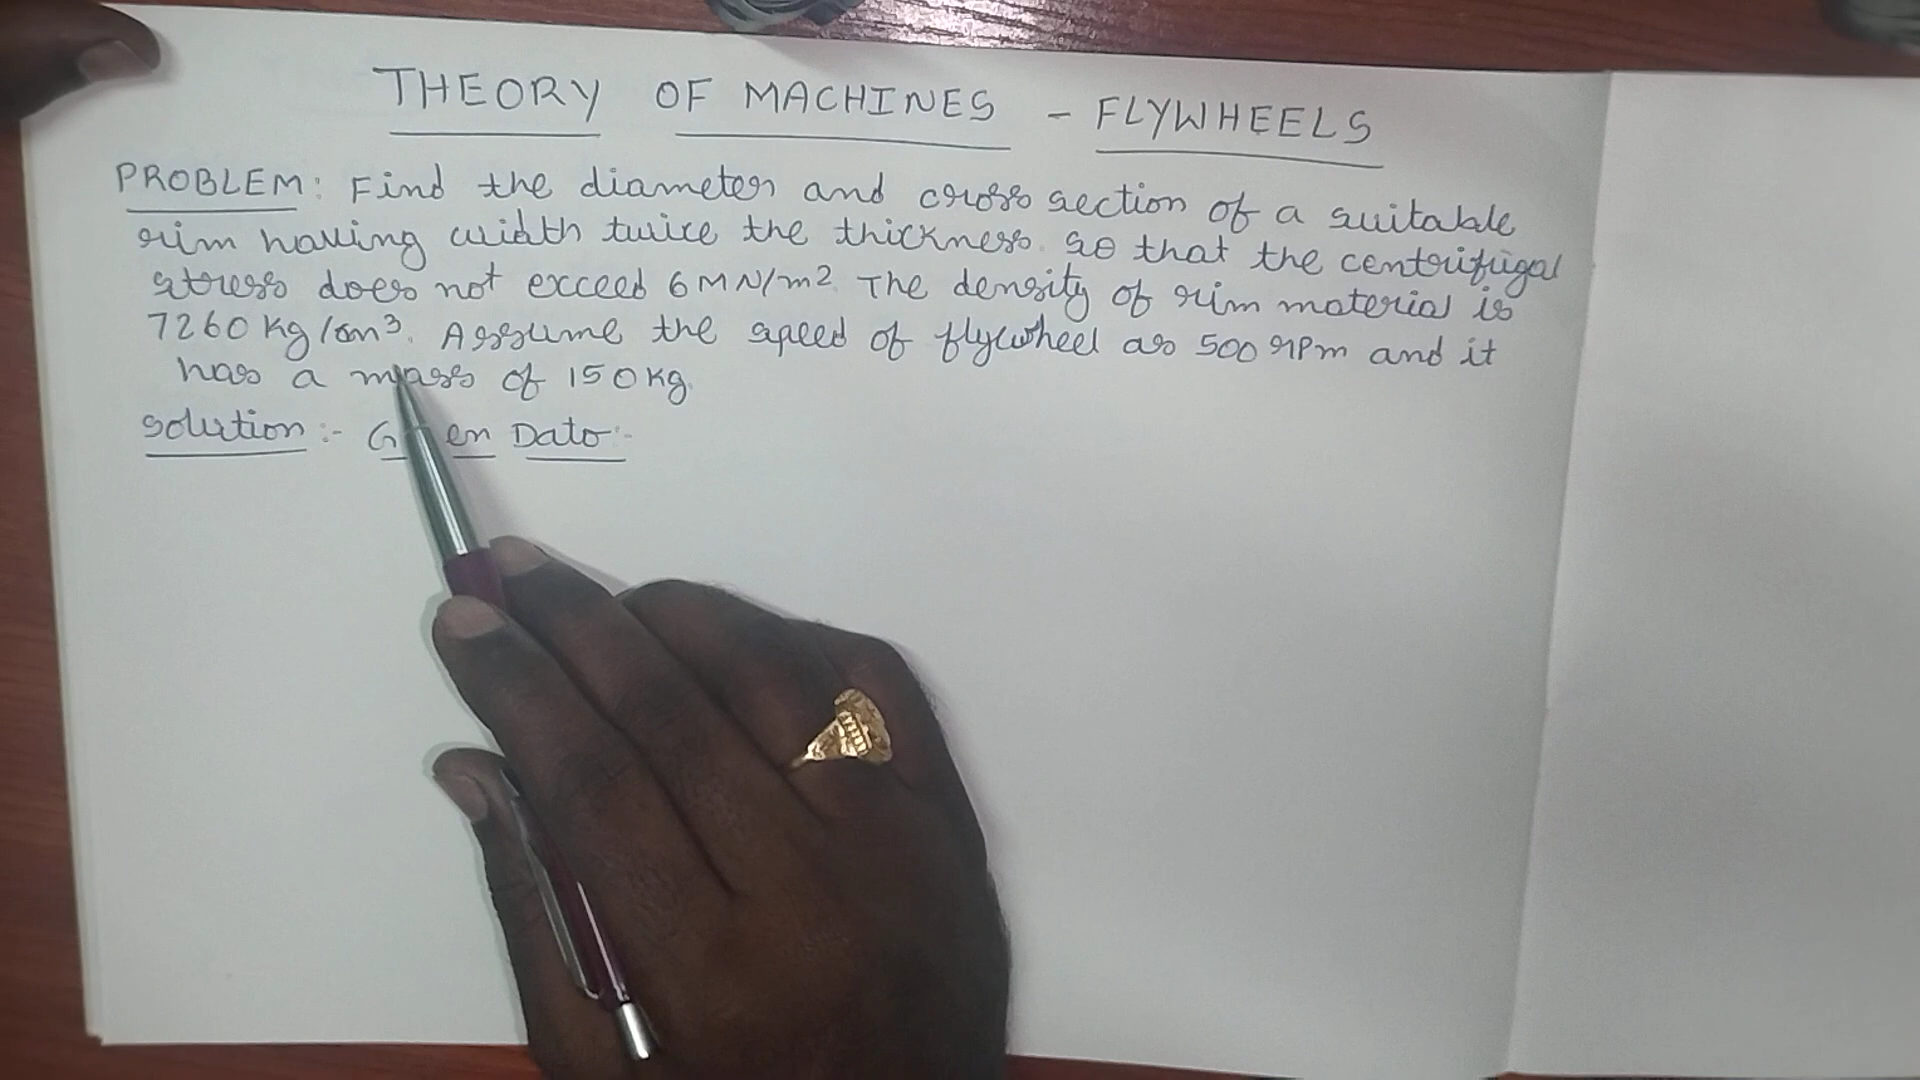 THEORY OF MACHINES - FLYWHEELS
PROBLEM: Find the diameter and cross section of a suitable
rim having width twice the thickness so that the centrifugal
stress does not exceed 6 MN/m2. The density of rim material is
7260 kg/m3. Assume the speed of flywheel as 500 rpm and it
has a mass of 150 kg.
Solution:- Given Data:-